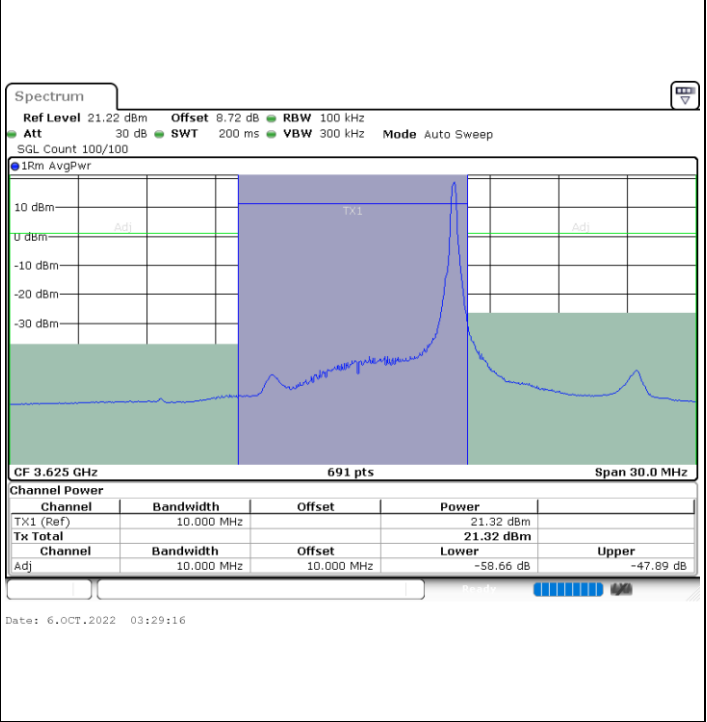 Spectrum
Ref Level 21.22 dBm Offset 8.72 dB RBW 100 kHz
Att 30 dB SWT 200 ms VBW 300 kHz Mode Auto Sweep
SGL Count 100/100
1Rm AvgPwr
10 dBm
TX1
Adj Adj
0 dBm
-10 dBm
-20 dBm
-30 dBm
CF 3.625 GHz 691 pts Span 30.0 MHz
Channel Power
Channel Bandwidth Offset Power
TX1 (Ref) 10.000 MHz 21.32 dBm
Tx Total 21.32 dBm
Channel Bandwidth Offset Lower Upper
Adj 10.000 MHz 10.000 MHz -58.66 dB -47.89 dB
Ready
Date: 6.OCT.2022 03:29:16